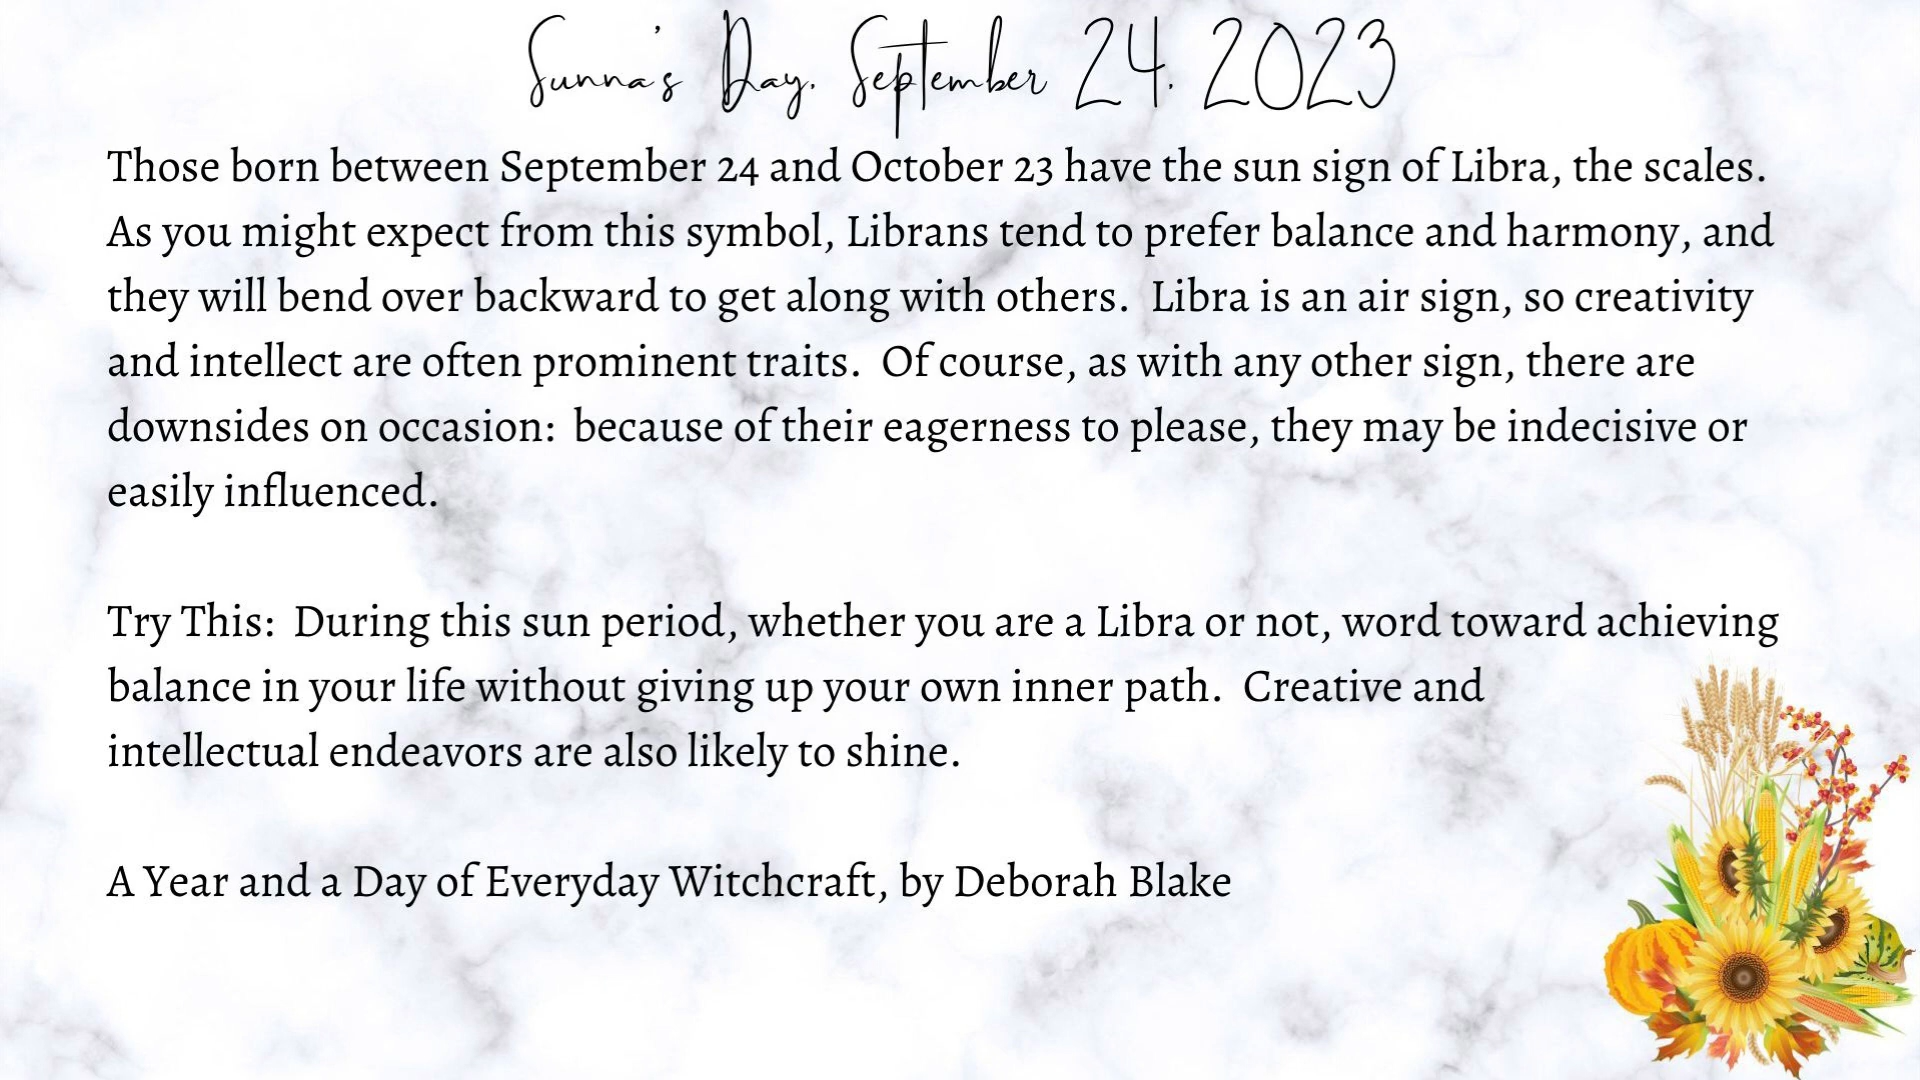 Sunna's Day, September 24, 2023
Those born between September 24 and October 23 have the sun sign of Libra, the scales.
As you might expect from this symbol, Librans tend to prefer balance and harmony, and
they will bend over backward to get along with others.  Libra is an air sign, so creativity
and intellect are often prominent traits.  Of course, as with any other sign, there are
downsides on occasion:  because of their eagerness to please, they may be indecisive or
easily influenced.
Try This:  During this sun period, whether you are a Libra or not, word toward achieving
balance in your life without giving up your own inner path.  Creative and
intellectual endeavors are also likely to shine.
A Year and a Day of Everyday Witchcraft, by Deborah Blake